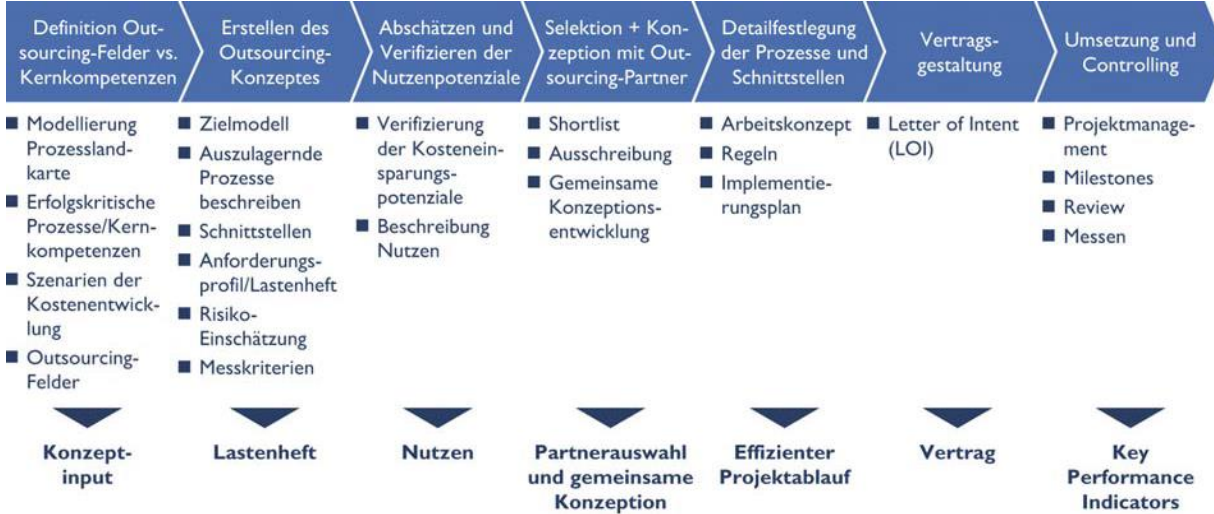 Definition Out-
sourcing-Felder vs.
Kernkompetenzen
Erstellen des
Outsourcing-
Konzeptes
Abschätzen und
Verifizieren der
Nutzenpotenziale
Selektion + Kon-
zeption mit Out-
sourcing-Partner
Detailfestlegung
der Prozesse und
Schnittstellen
Vertrags-
gestaltung
Umsetzung und
Controlling
■ Modellierung
Prozessland-
karte
■ Erfolgskritische
Prozesse/Kern-
kompetenzen
■ Szenarien der
Kostenentwick-
lung
■ Outsourcing-
Felder
■ Zielmodell
■ Auszulagernde
Prozesse
beschreiben
■ Schnittstellen
■ Anforderungs-
profil/Lastenheft
■ Risiko-
Einschätzung
■ Messkriterien
■ Verifizierung
der Kostenein-
sparungs-
potenziale
■ Beschreibung
Nutzen
■ Shortlist
■ Ausschreibung
■ Gemeinsame
Konzeptions-
entwicklung
■ Arbeitskonzept
■ Regeln
■ Implementie-
rungsplan
■ Letter of Intent
(LOI)
■ Projektmanage-
ment
■ Milestones
■ Review
■ Messen
Konzept-
input
Lastenheft
Nutzen
Partnerauswahl
und gemeinsame
Konzeption
Effizienter
Projektablauf
Vertrag
Key
Performance
Indicators